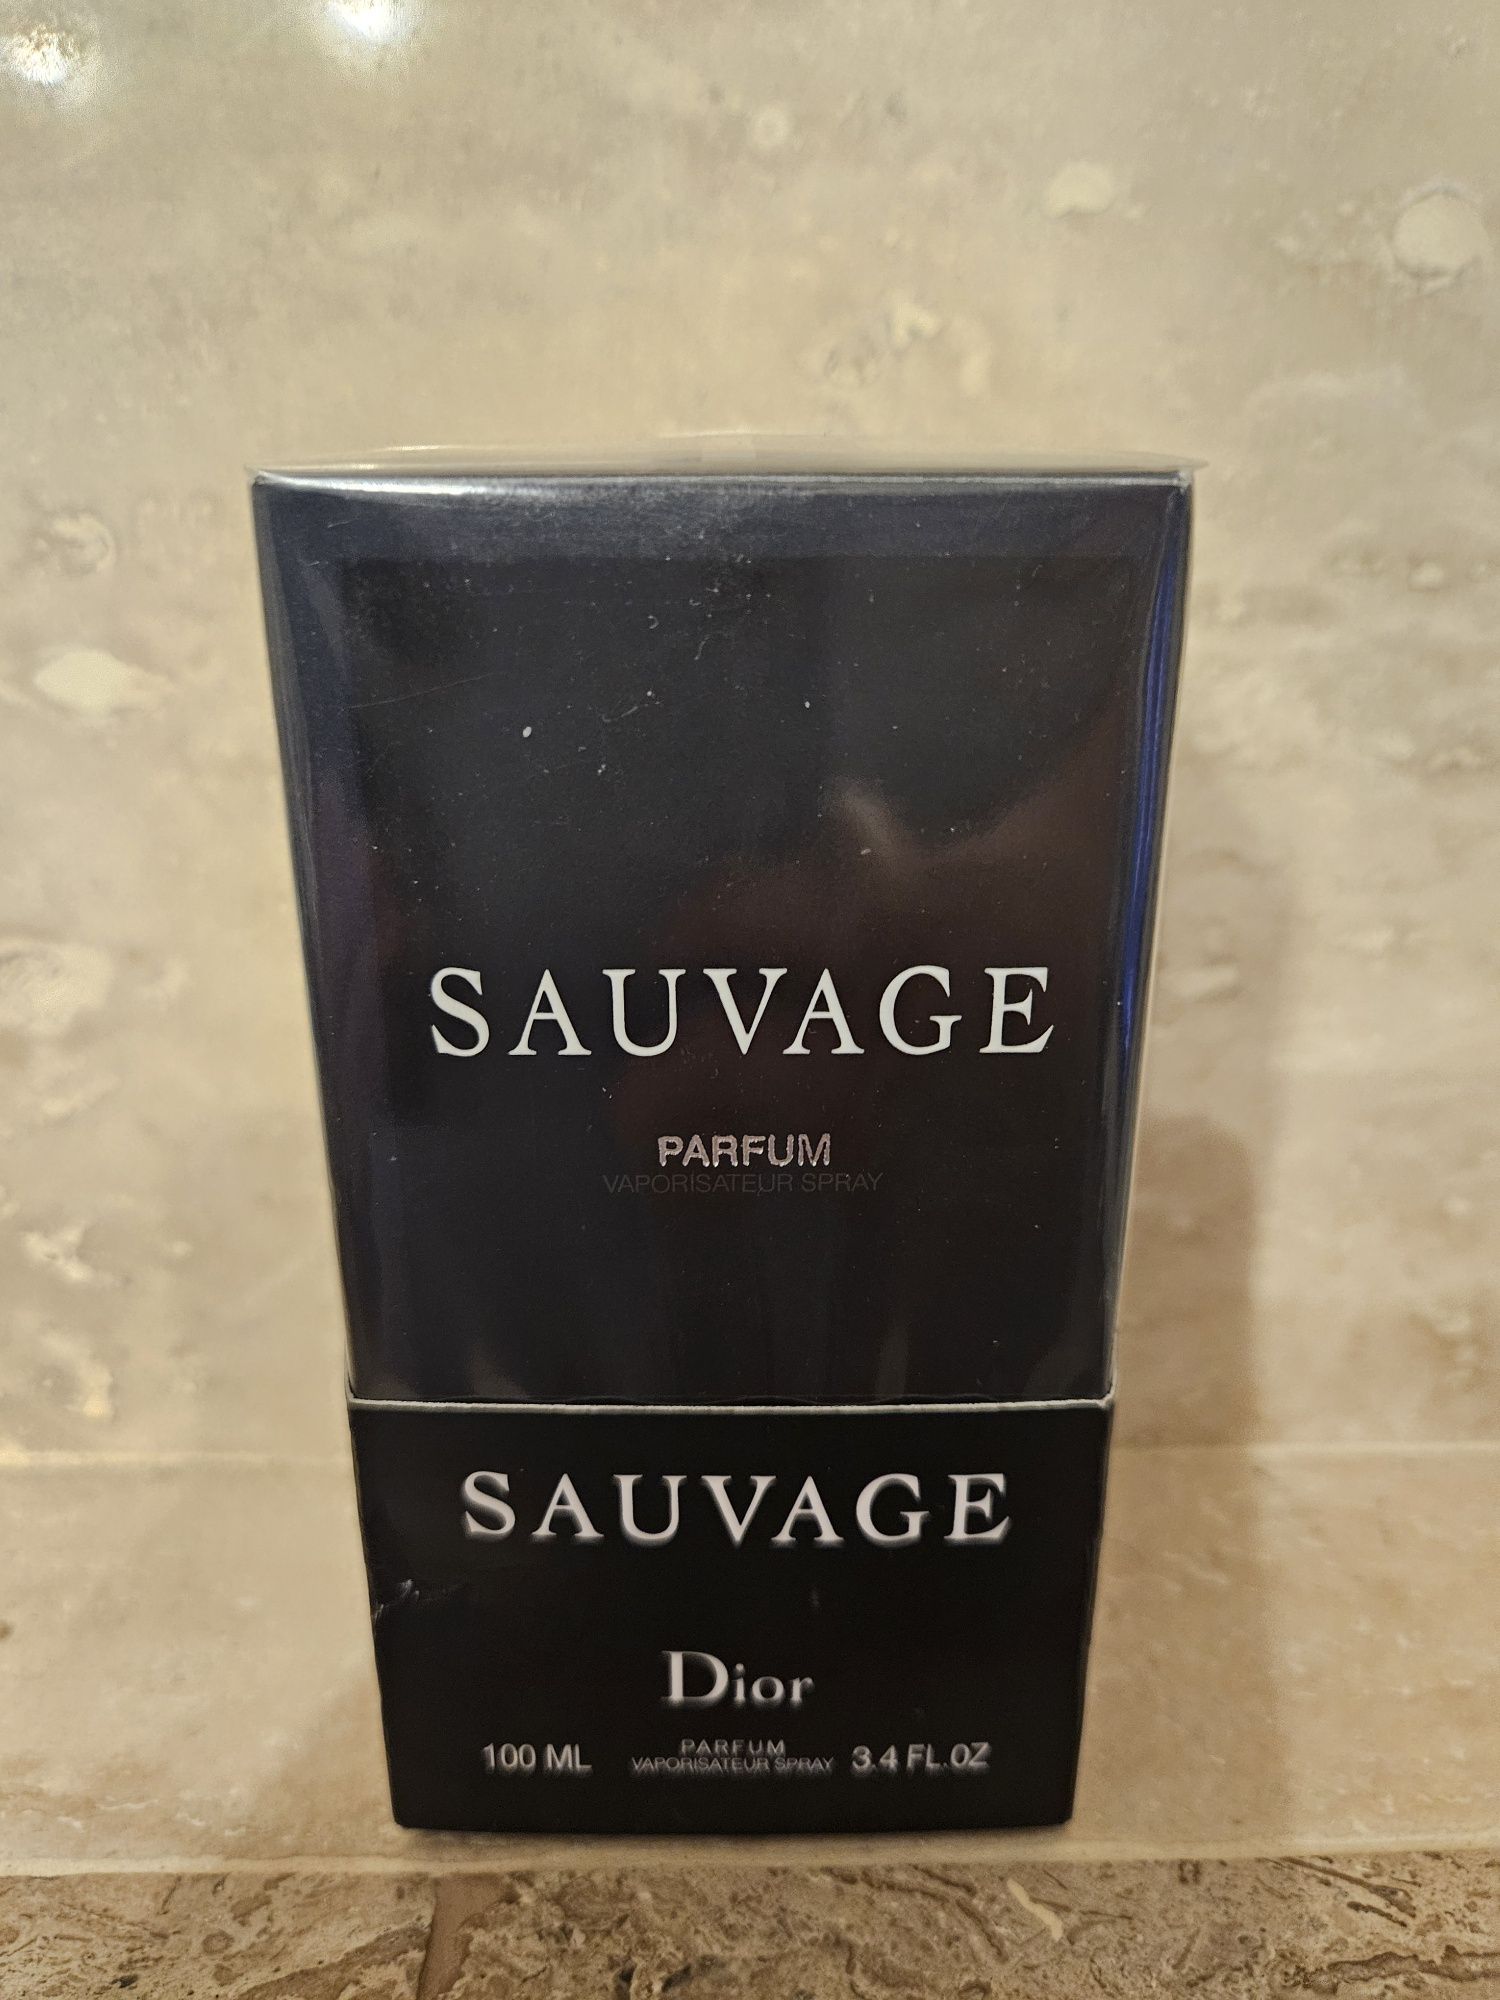 SAUVAGE
PARFUM
VAPORISATEUR SPRAY
SAUVAGE
Dior
100 ML PARFUM 3.4 FL.OZ
VAPORISATEUR SPRAY